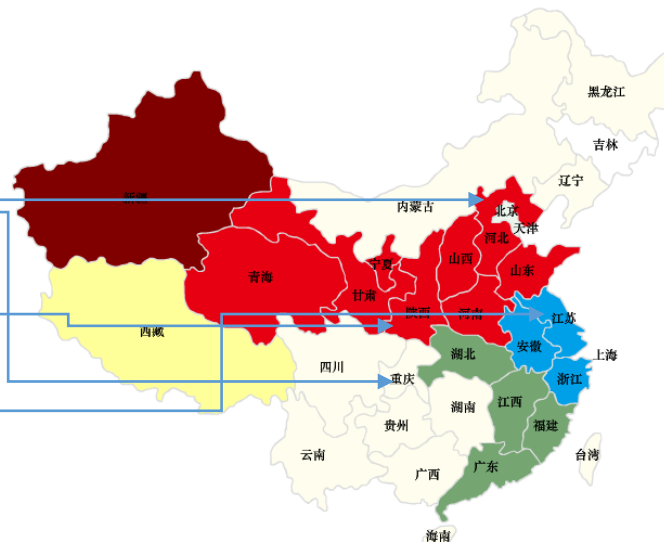 黑龙江
吉林
辽宁
新疆
内蒙古
北京
天津
河北
山西
宁夏
山东
青海
甘肃
陕西
河南
江苏
西藏
安徽
上海
湖北
四川
重庆
浙江
江西
湖南
贵州
福建
云南
台湾
广东
广西
海南